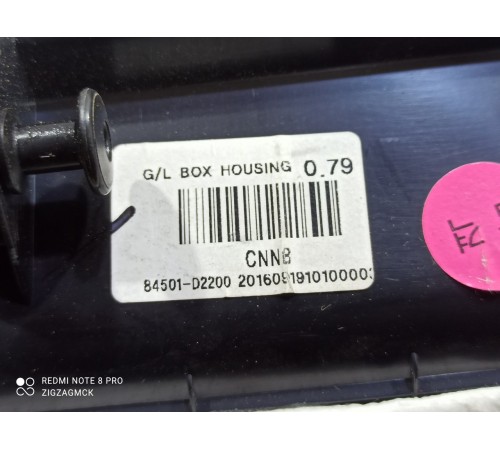 G/L BOX HOUSING 0.79
CNNB
84501-D2200 201609191010000
REDMI NOTE 8 PRO
ZIGZAGMCK